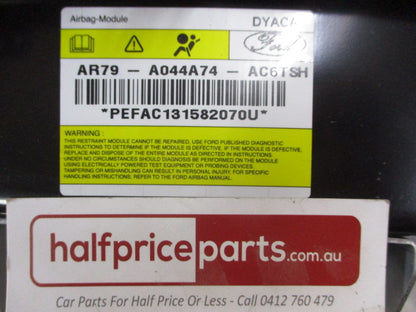 Airbag-Module DYACA
Ford
AR79 - A044A74 - AC6TSH
*PEFAC131582070U*
WARNING :
THIS RESTRAINT MODULE CANNOT BE REPAIRED. USE FORD PUBLISHED DIAGNOSTIC
INSTRUCTIONS TO DETERMINE IF THE MODULE IS DEFECTIVE. IF MODULE IS DEFECTIVE,
REPLACE AND DISPOSE OF THE ENTIRE MODULE AS DIRECTED IN INSTRUCTIONS.
UNDER NO CIRCUMSTANCES SHOULD DIAGNOSIS BE PERFORMED ON THE MODULE
USING ELECTRICALLY POWERED TEST EQUIPMENT OR PROBING DEVICES.
TAMPERING OR MISHANDLING CAN RESULT IN PERSONAL INJURY. FOR SPECIFIC
HANDLING INSTRUCTIONS. REFER TO THE FORD AIRBAG MANUAL.
halfpriceparts.com.au
Car Parts For Half Price Or Less - Call 0412 760 479